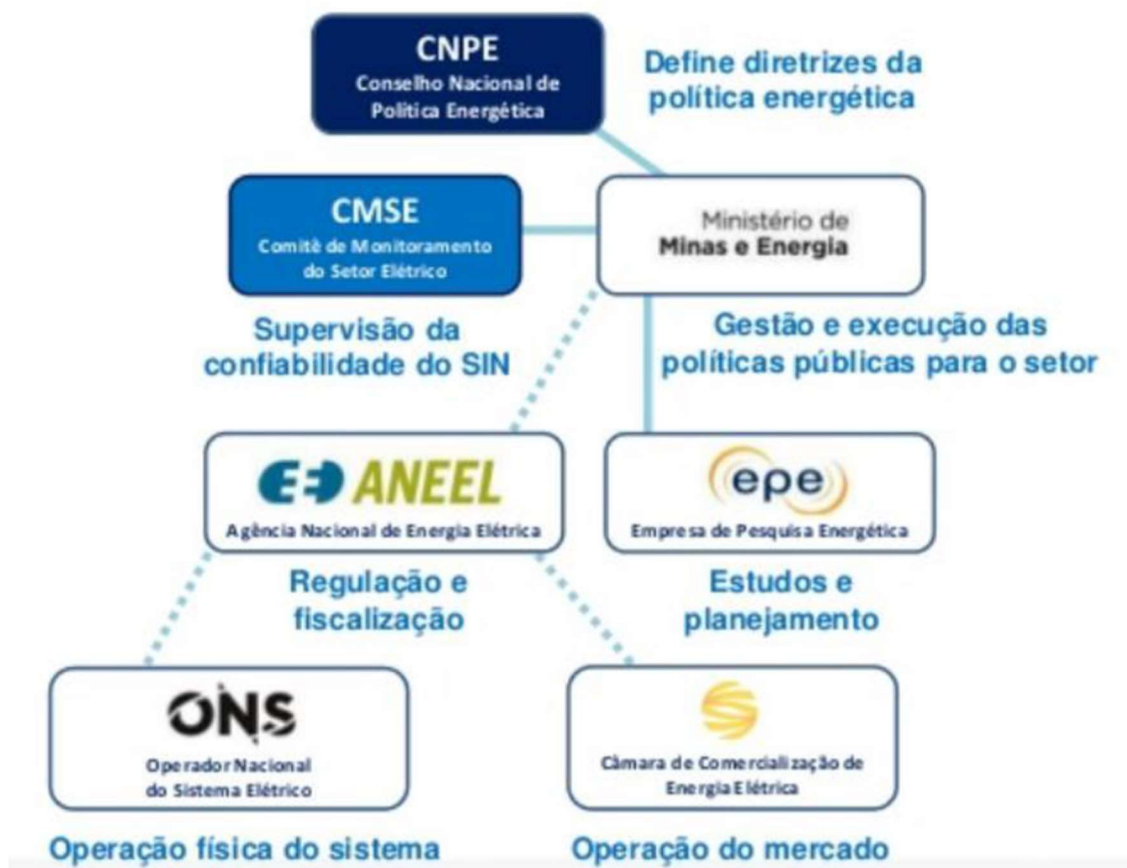 CNPE
Conselho Nacional de
Política Energética
Define diretrizes da
política energética
CMSE
Comitê de Monitoramento
do Setor Elétrico
Ministério de
Minas e Energia
Supervisão da
confiabilidade do SIN
Gestão e execução das
políticas públicas para o setor
ANEEL
Agência Nacional de Energia Elétrica
epe
Empresa de Pesquisa Energética
Regulação e
fiscalização
Estudos e
planejamento
ONS
Operador Nacional
do Sistema Elétrico
Câmara de Comercialização de
Energia Elétrica
Operação física do sistema
Operação do mercado